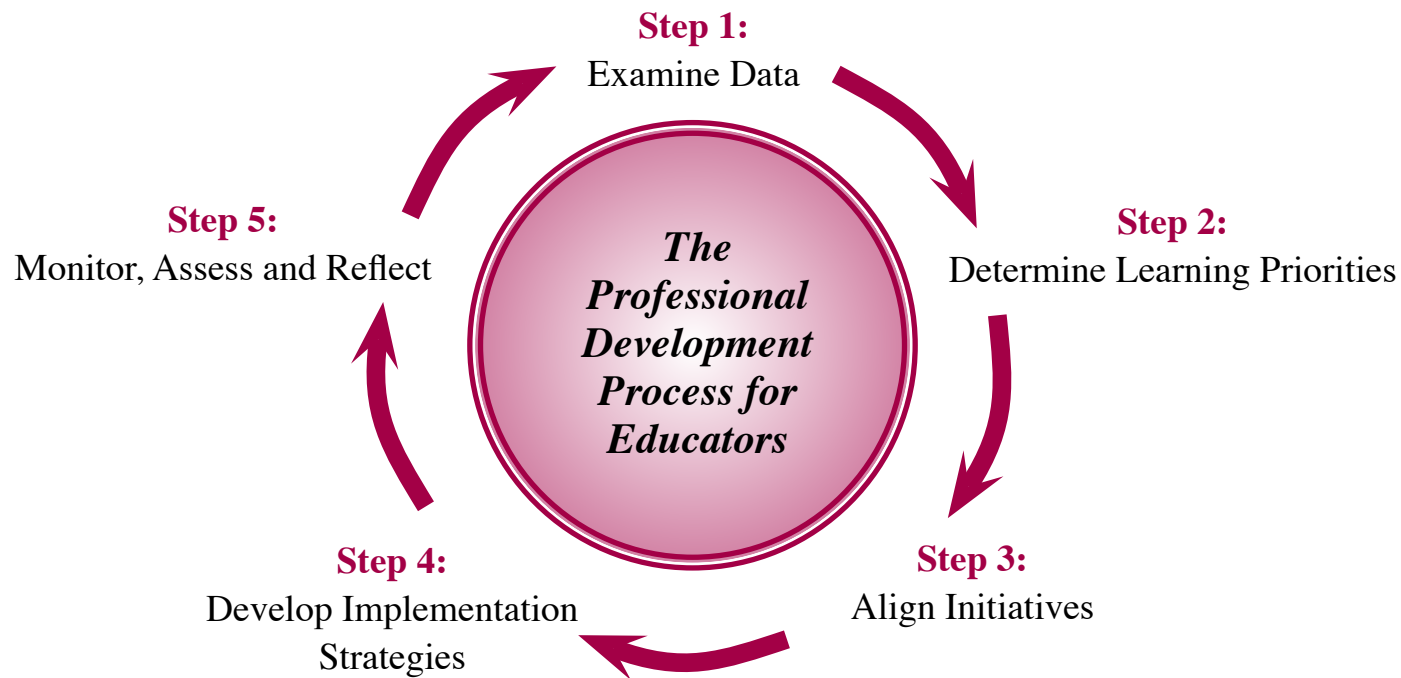 Step 1:
Examine Data
Step 2:
Determine Learning Priorities
Step 3:
Align Initiatives
Step 4:
Develop Implementation
Strategies
Step 5:
Monitor, Assess and Reflect
The
Professional
Development
Process for
Educators